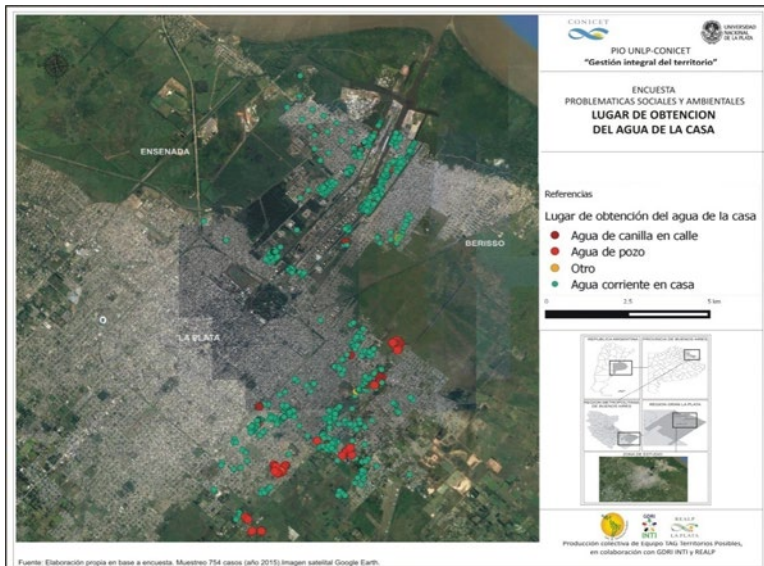 CONICET
UNIVERSIDAD
NACIONAL
DE LA PLATA
PIO UNLP-CONICET
“Gestión integral del territorio”
ENCUESTA
PROBLEMATICAS SOCIALES Y AMBIENTALES
LUGAR DE OBTENCION
DEL AGUA DE LA CASA
ENSENADA
BERISSO
LA PLATA
Referencias
Lugar de obtención del agua de la casa
Agua de canilla en calle
Agua de pozo
Otro
Agua corriente en casa
0 2,5 5 km
REPUBLICA ARGENTINA
PROVINCIA DE BUENOS AIRES
REGION METROPOLITANA
DE BUENOS AIRES
REGION GRAN LA PLATA
ZONA DE ESTUDIO
GDRI
INTI
REALP
LA PLATA
Producción colectiva de Equipo TAG Territorios Posibles,
en colaboración con GDRI INTI y REALP
Fuente: Elaboración propia en base a encuesta. Muestreo 754 casos (año 2015).Imagen satelital Google Earth.